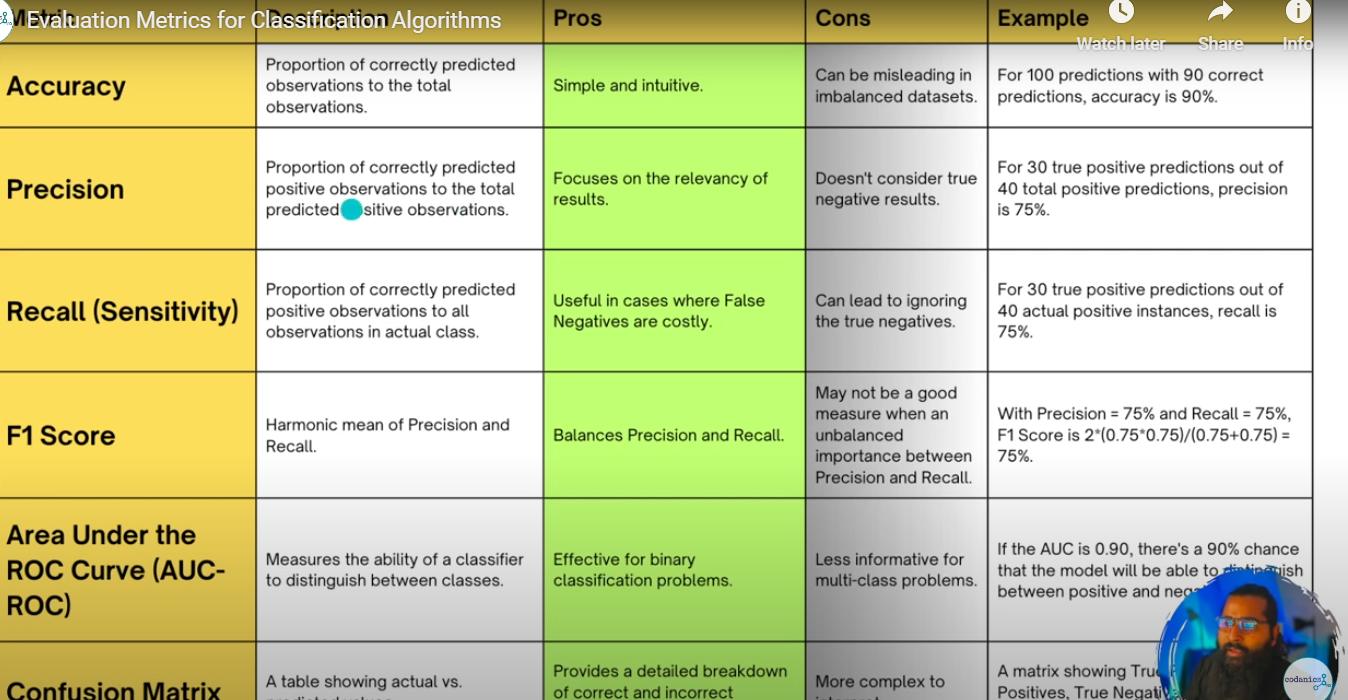 Evaluation Metrics for Classification Algorithms
Pros
Cons
Example
Watch later
Share
Info
Accuracy
Proportion of correctly predicted
observations to the total
observations.
Simple and intuitive.
Can be misleading in
imbalanced datasets.
For 100 predictions with 90 correct
predictions, accuracy is 90%.
Precision
Proportion of correctly predicted
positive observations to the total
predicted sitive observations.
Focuses on the relevancy of
results.
Doesn't consider true
negative results.
For 30 true positive predictions out of
40 total positive predictions, precision
is 75%.
Recall (Sensitivity)
Proportion of correctly predicted
positive observations to all
observations in actual class.
Useful in cases where False
Negatives are costly.
Can lead to ignoring
the true negatives.
For 30 true positive predictions out of
40 actual positive instances, recall is
75%.
F1 Score
Harmonic mean of Precision and
Recall.
Balances Precision and Recall.
May not be a good
measure when an
unbalanced
importance between
Precision and Recall.
With Precision = 75% and Recall = 75%,
F1 Score is 2*(0.75*0.75)/(0.75+0.75) =
75%.
Area Under the
ROC Curve (AUC-
ROC)
Measures the ability of a classifier
to distinguish between classes.
Effective for binary
classification problems.
Less informative for
multi-class problems.
If the AUC is 0.90, there's a 90% chance
that the model will be able to distinguish
between positive and
Confusion Matrix
A table showing actual vs.
Provides a detailed breakdown
of correct and incorrect
More complex to
A matrix showing
Positives, True
codanics